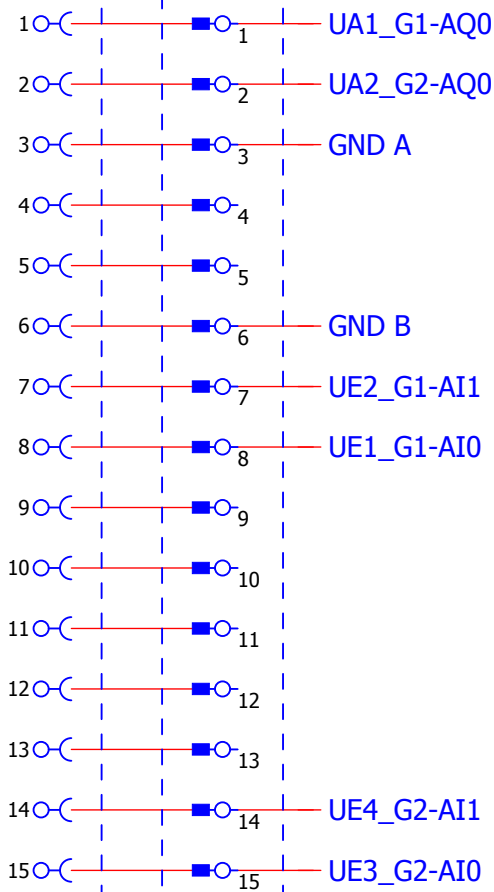 1 1 UA1_G1-AQ0
2 2 UA2_G2-AQ0
3 3 GND A
4 4
5 5
6 6 GND B
7 7 UE2_G1-AI1
8 8 UE1_G1-AI0
9 9
10 10
11 11
12 12
13 13
14 14 UE4_G2-AI1
15 15 UE3_G2-AI0